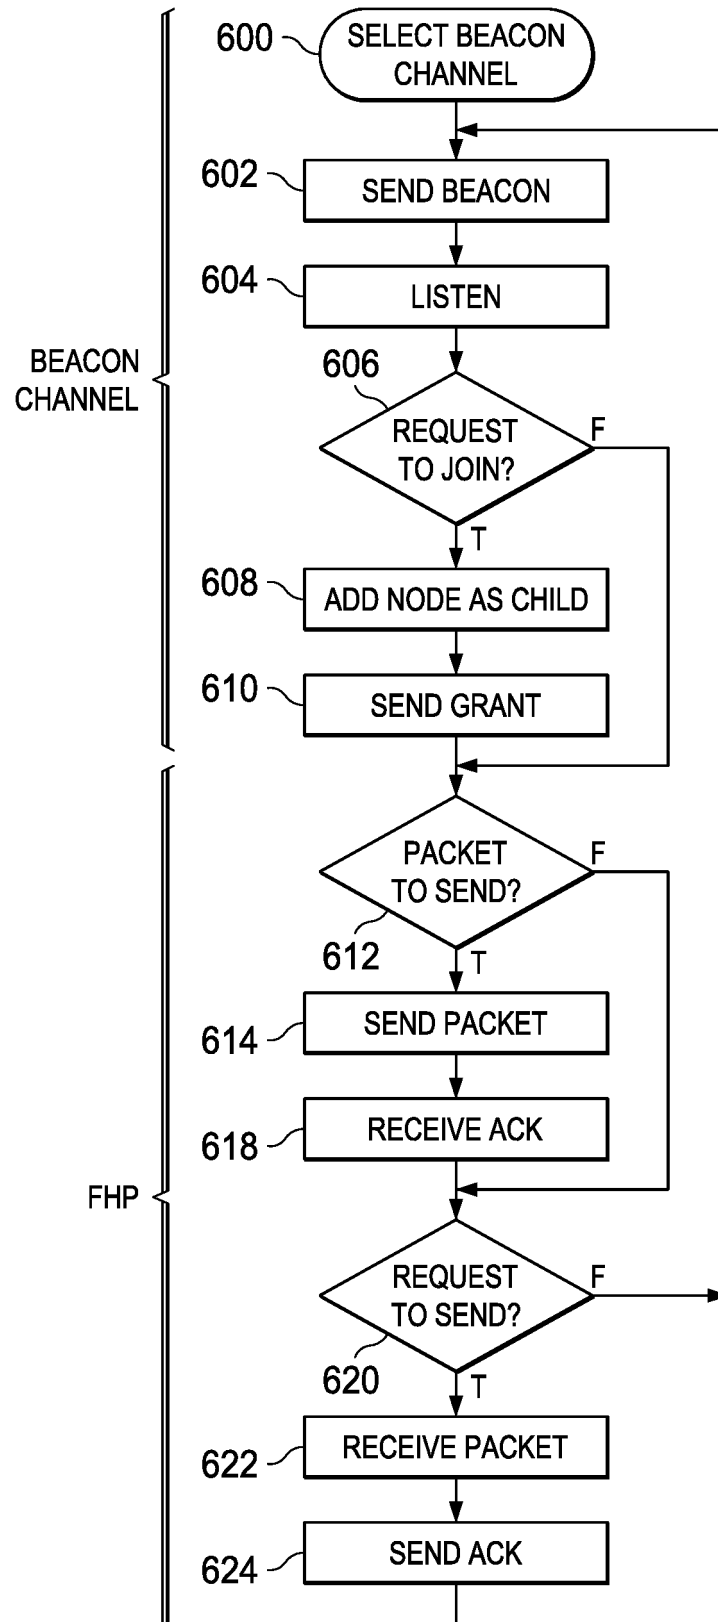 600
SELECT BEACON
CHANNEL
602
SEND BEACON
604
LISTEN
BEACON
CHANNEL
606
REQUEST
TO JOIN?
F
T
608
ADD NODE AS CHILD
610
SEND GRANT
PACKET
TO SEND?
F
612
T
614
SEND PACKET
618
RECEIVE ACK
FHP
REQUEST
TO SEND?
F
620
T
622
RECEIVE PACKET
624
SEND ACK